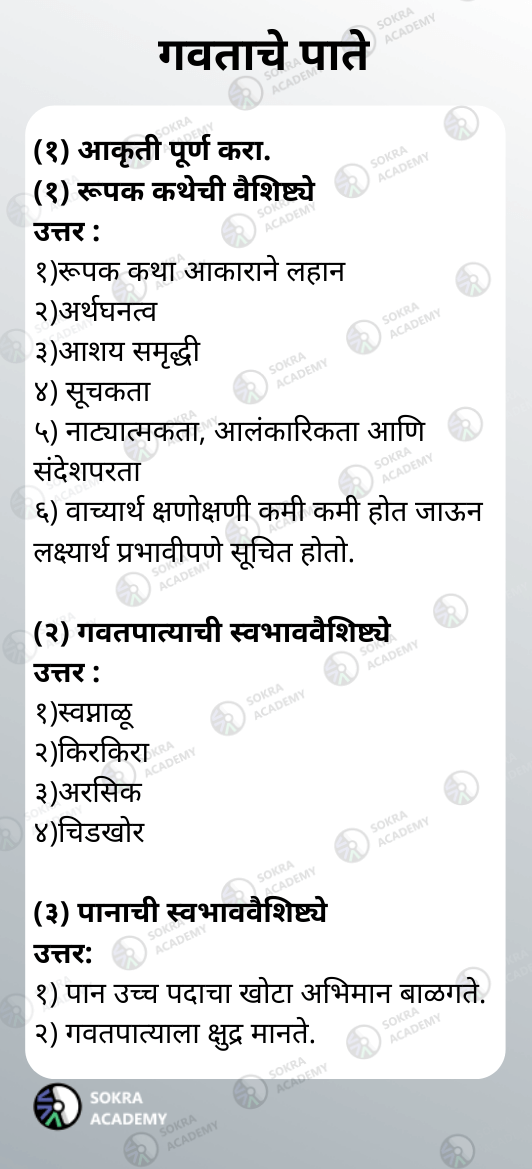 गवताचे पाते
(१) आकृती पूर्ण करा.
(१) रूपक कथेची वैशिष्ट्ये
उत्तर :
१)रूपक कथा आकाराने लहान
२)अर्थघनत्व
३)आशय समृद्धी
४) सूचकता
५) नाट्यात्मकता, आलंकारिकता आणि
संदेशपरता
६) वाच्यार्थ क्षणोक्षणी कमी कमी होत जाऊन
लक्ष्यार्थ प्रभावीपणे सूचित होतो.
(२) गवतपात्याची स्वभाववैशिष्ट्ये
उत्तर :
१)स्वप्नाळू
२)किरकिरा
३)अरसिक
४)चिडखोर
(३) पानाची स्वभाववैशिष्ट्ये
उत्तर:
१) पान उच्च पदाचा खोटा अभिमान बाळगते.
२) गवतपात्याला क्षुद्र मानते.
SOKRA
ACADEMY